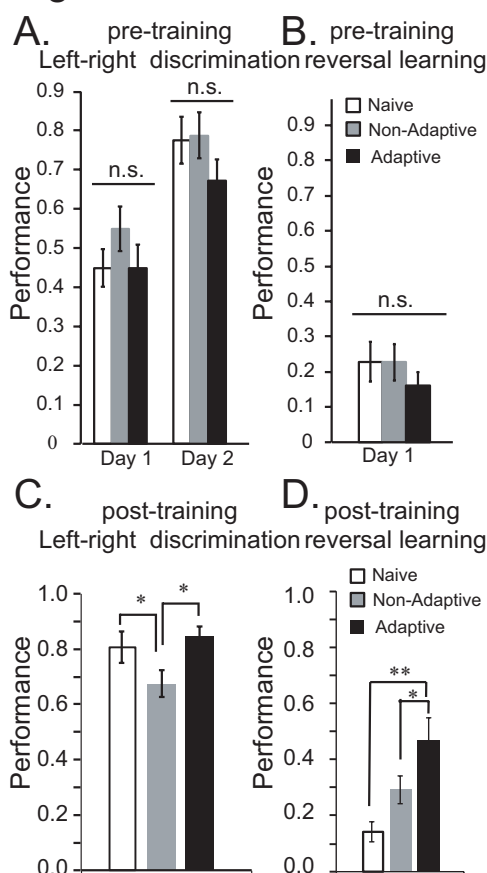 A. pre-training
Left-right discrimination
n.s.
n.s.
Performance
0.9
0.8
0.7
0.6
0.5
0.4
0.3
0.2
0.1
0
Day 1 Day 2
B. pre-training
reversal learning
Naive
Non-Adaptive
Adaptive
n.s.
Performance
0.9
0.8
0.7
0.6
0.5
0.4
0.3
0.2
0.1
0
Day 1
C. post-training
Left-right discrimination
* *
Performance
1.0
0.8
0.6
0.4
0.2
0.0
D. post-training
reversal learning
Naive
Non-Adaptive
Adaptive
**
*
Performance
1.0
0.8
0.6
0.4
0.2
0.0